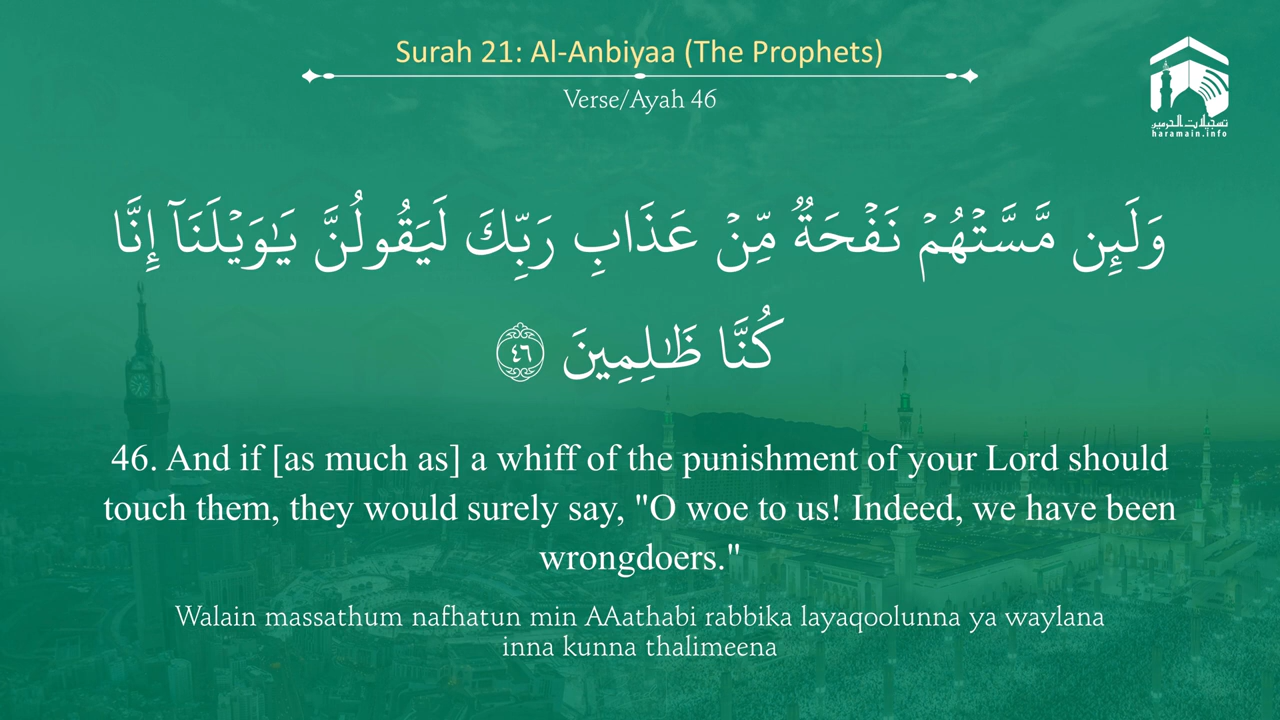 Surah 21: Al-Anbiyaa (The Prophets)
Verse/Ayah 46
تسجيلات الحرمين
haramain.info
وَلَئِن مَّسَّتْهُمْ نَفْحَةٌ مِّنْ عَذَابِ رَبِّكَ لَيَقُولُنَّ يَـٰوَيْلَنَآ إِنَّا
كُنَّا ظَـٰلِمِينَ ٤٦
46. And if [as much as] a whiff of the punishment of your Lord should
touch them, they would surely say, "O woe to us! Indeed, we have been
wrongdoers."
Walain massathum nafhatun min AAathabi rabbika layaqoolunna ya waylana
inna kunna thalimeena